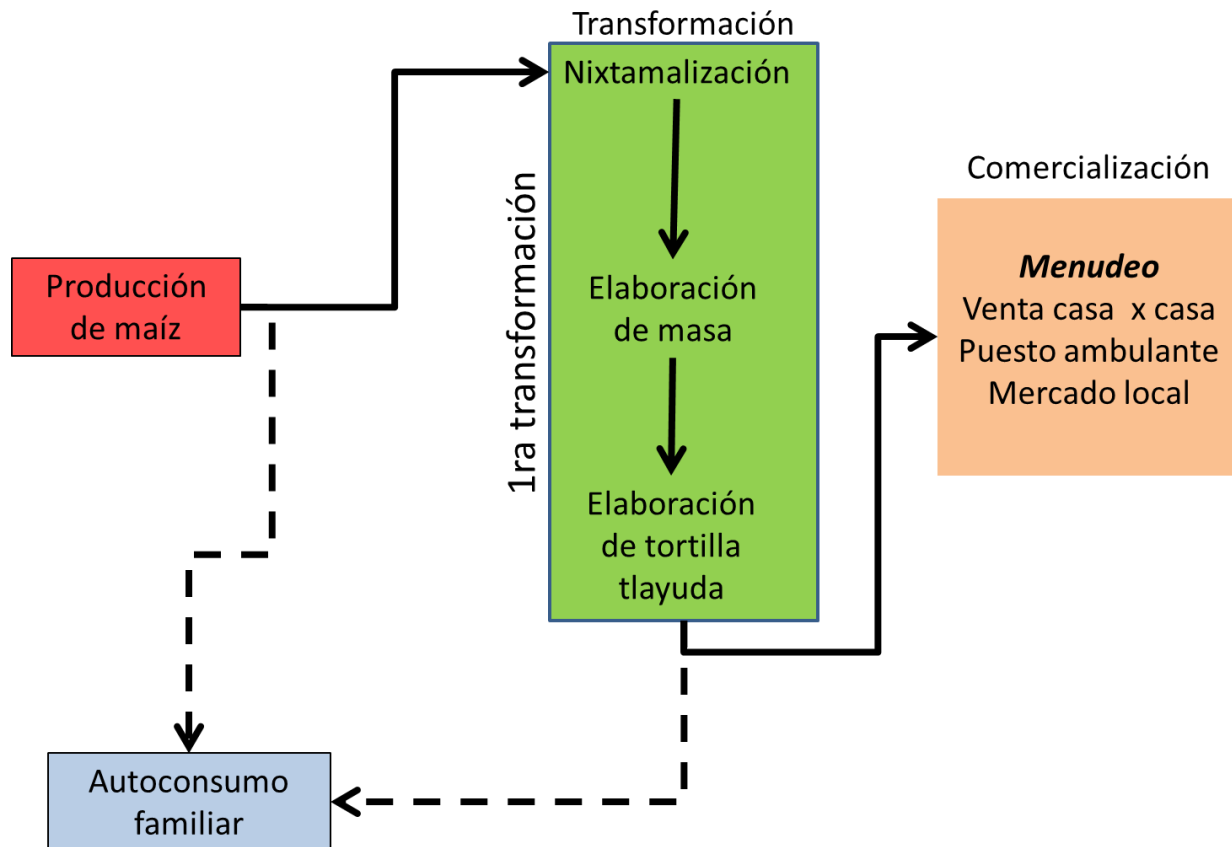 Transformación
Nixtamalización
1ra transformación
Elaboración
de masa
Elaboración
de tortilla
tlayuda
Producción
de maíz
Comercialización
Menudeo
Venta casa  x casa
Puesto ambulante
Mercado local
Autoconsumo
familiar